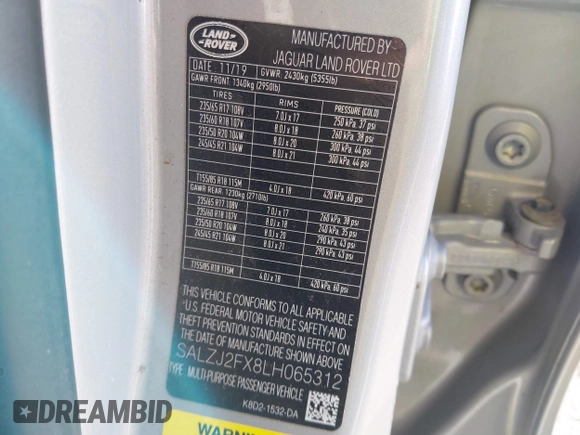 LAND
ROVER
MANUFACTURED BY
JAGUAR LAND ROVER LTD
DATE 11/19 GVWR. 2430kg (5355lb)
GAWR FRONT 1340kg (2950lb)
TIRES RIMS PRESSURE (COLD)
235/65 R17 108V 7.0J x 17 250 kPa, 37 psi
235/60 R18 107V 8.0J x 18 260 kPa, 38 psi
235/50 R20 104W 8.0J x 20 300 kPa, 44 psi
245/45 R21 104W 8.0J x 21 300 kPa, 44 psi
T155/85 R18 115M 4.0J x 18 420 kPa, 60 psi
GAWR REAR. 1230kg (2710lb)
235/65 R17 108V 7.0J x 17 260 kPa, 38 psi
235/60 R18 107V 8.0J x 18 240 kPa, 35 psi
235/50 R20 104W 8.0J x 20 290 kPa, 43 psi
245/45 R21 104W 8.0J x 21 290 kPa, 43 psi
T155/85 R18 115M 4.0J x 18 420 kPa, 60 psi
THIS VEHICLE CONFORMS TO ALL APPLICABLE
*U.S. FEDERAL MOTOR VEHICLE SAFETY AND
THEFT PREVENTION STANDARDS IN EFFECT ON
THE DATE OF MANUFACTURE SHOWN ABOVE
SALZJ2FX8LH065312
TYPE : MULTI-PURPOSE PASSENGER VEHICLE
K8D2-1532-DA
DREAMBID